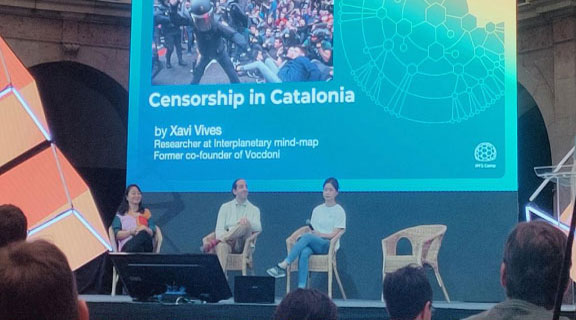 Censorship in Catalonia
by Xavi Vives
Researcher at Interplanetary mind-map
Former co-founder of Vocdoni
IPFS Camp